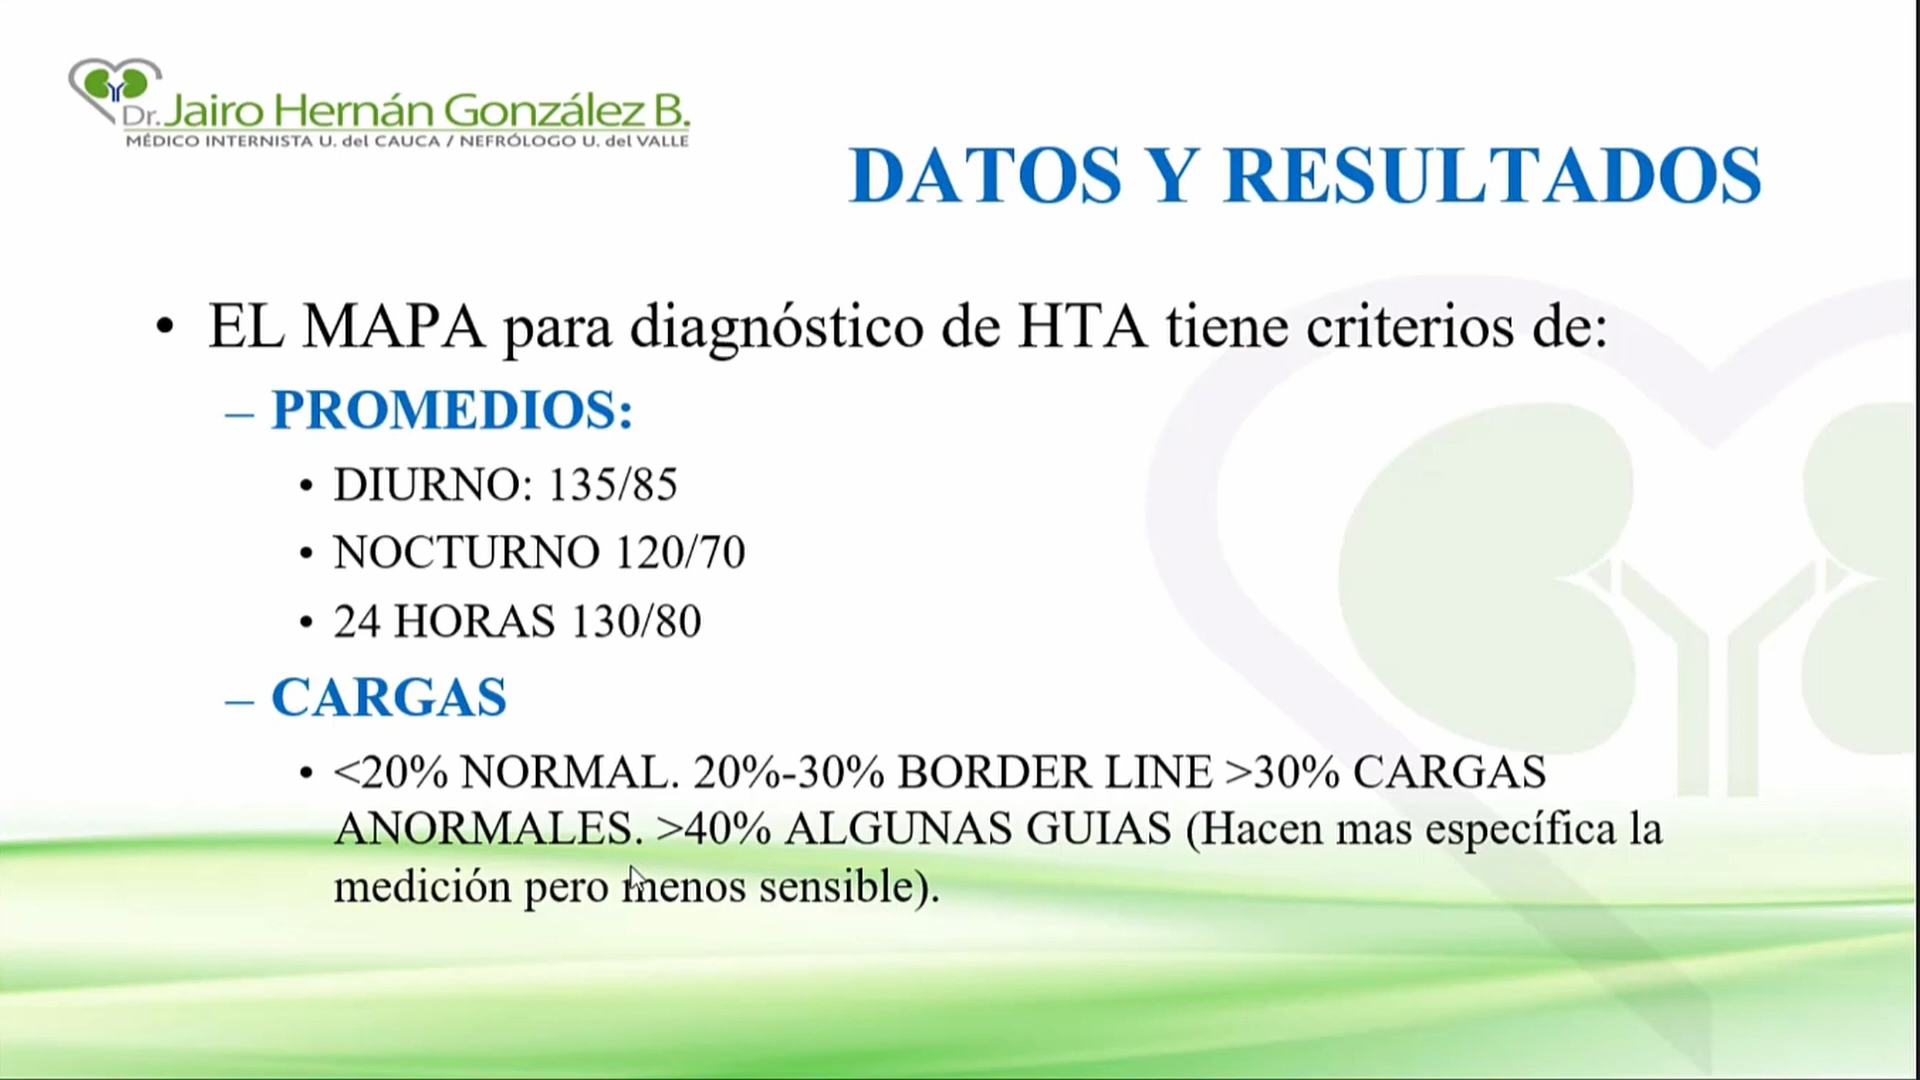 Dr. Jairo Hernán González B.
MÉDICO INTERNISTA U. del CAUCA / NEFRÓLOGO U. del VALLE
DATOS Y RESULTADOS
• EL MAPA para diagnóstico de HTA tiene criterios de:
– PROMEDIOS:
• DIURNO: 135/85
• NOCTURNO 120/70
• 24 HORAS 130/80
– CARGAS
• <20% NORMAL. 20%-30% BORDER LINE >30% CARGAS
ANORMALES. >40% ALGUNAS GUIAS (Hacen mas específica la
medición pero menos sensible).